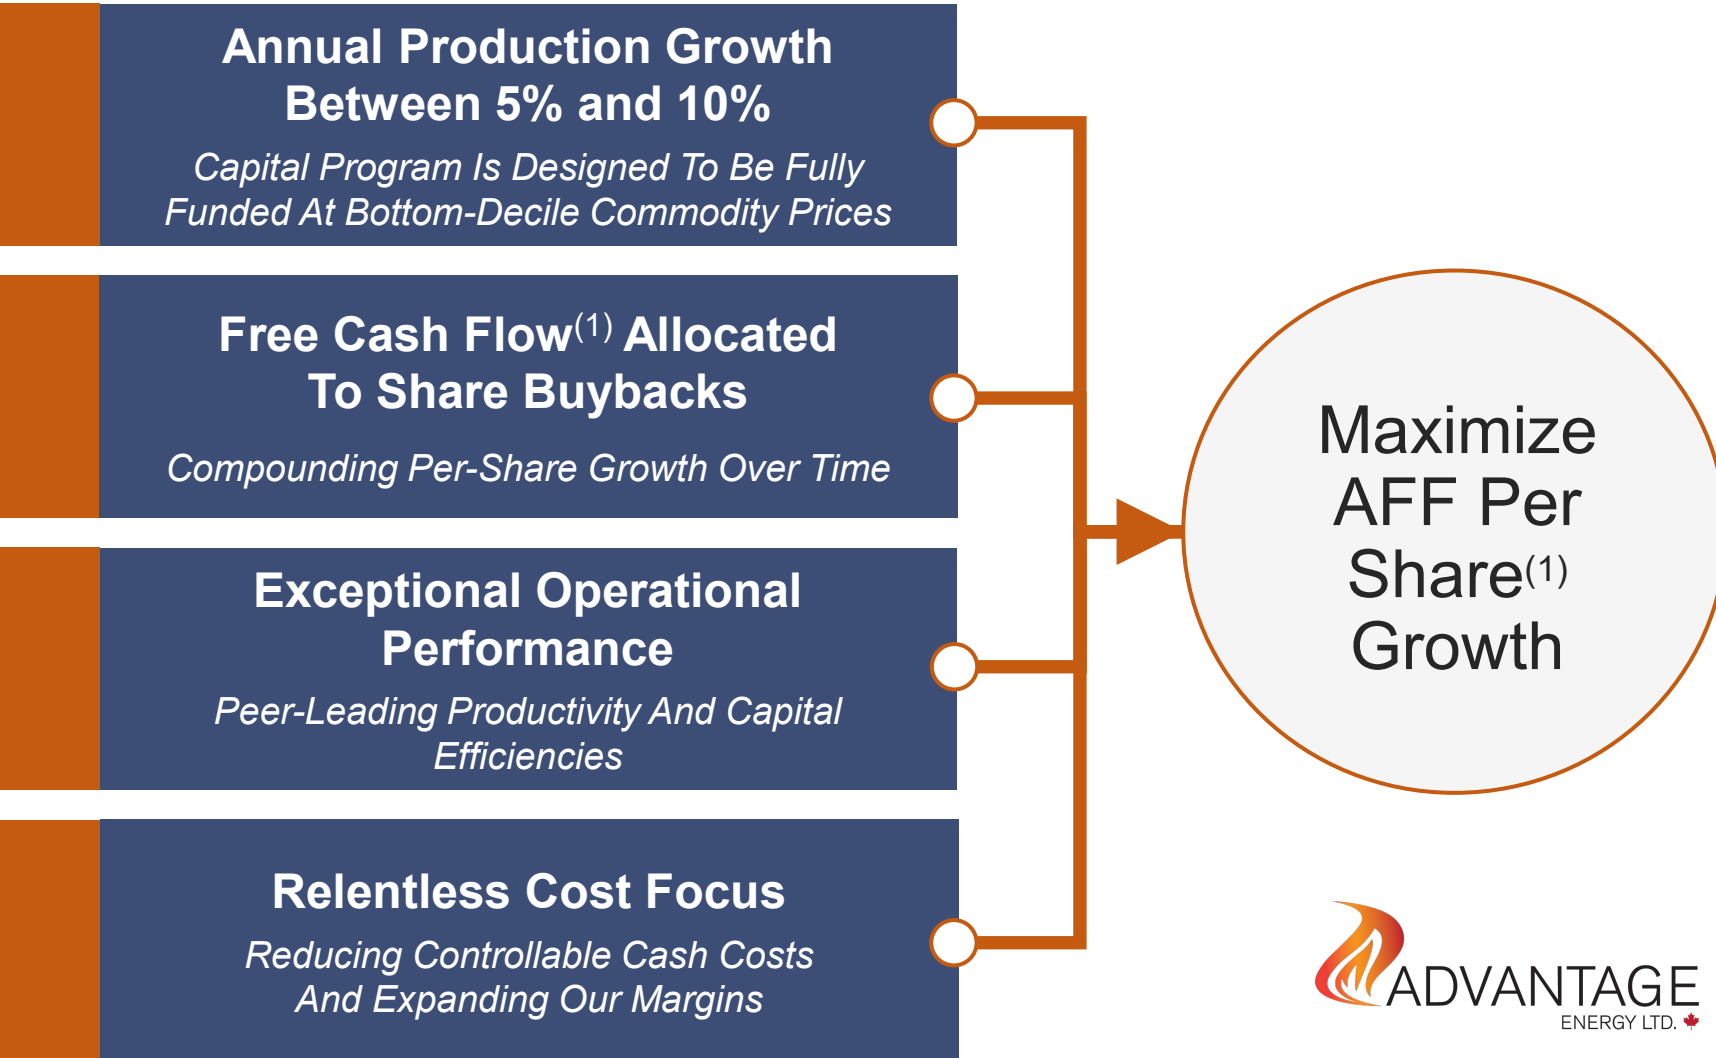 Annual Production Growth
Between 5% and 10%
Capital Program Is Designed To Be Fully
Funded At Bottom-Decile Commodity Prices
Free Cash Flow(1) Allocated
To Share Buybacks
Compounding Per-Share Growth Over Time
Exceptional Operational
Performance
Peer-Leading Productivity And Capital
Efficiencies
Relentless Cost Focus
Reducing Controllable Cash Costs
And Expanding Our Margins
Maximize
AFF Per
Share(1)
Growth
ADVANTAGE
ENERGY LTD.